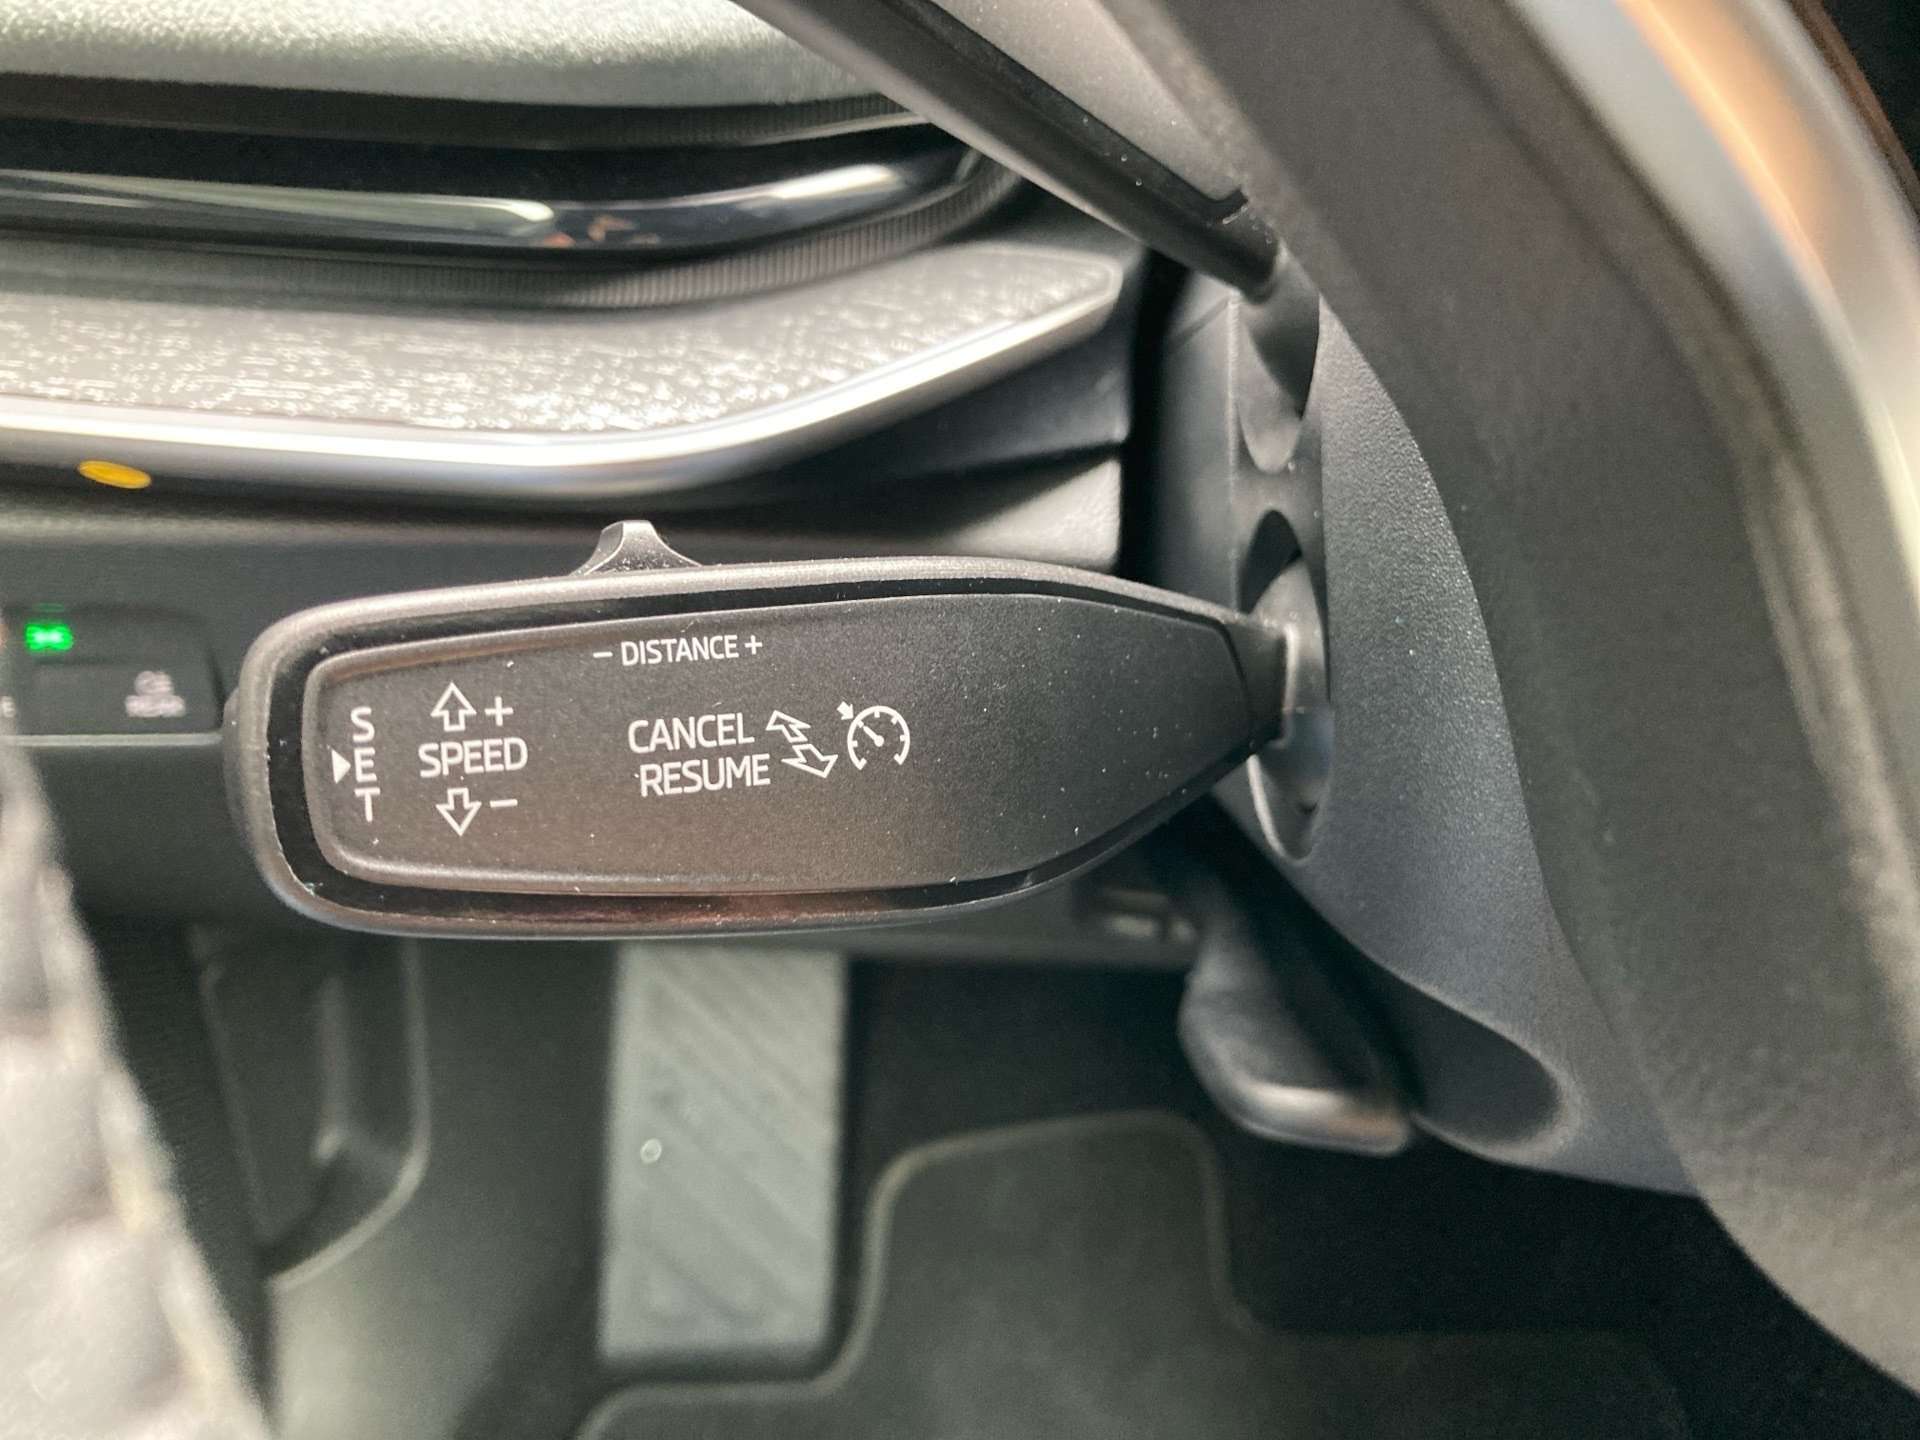 − DISTANCE +
SET
+
SPEED
−
CANCEL
RESUME